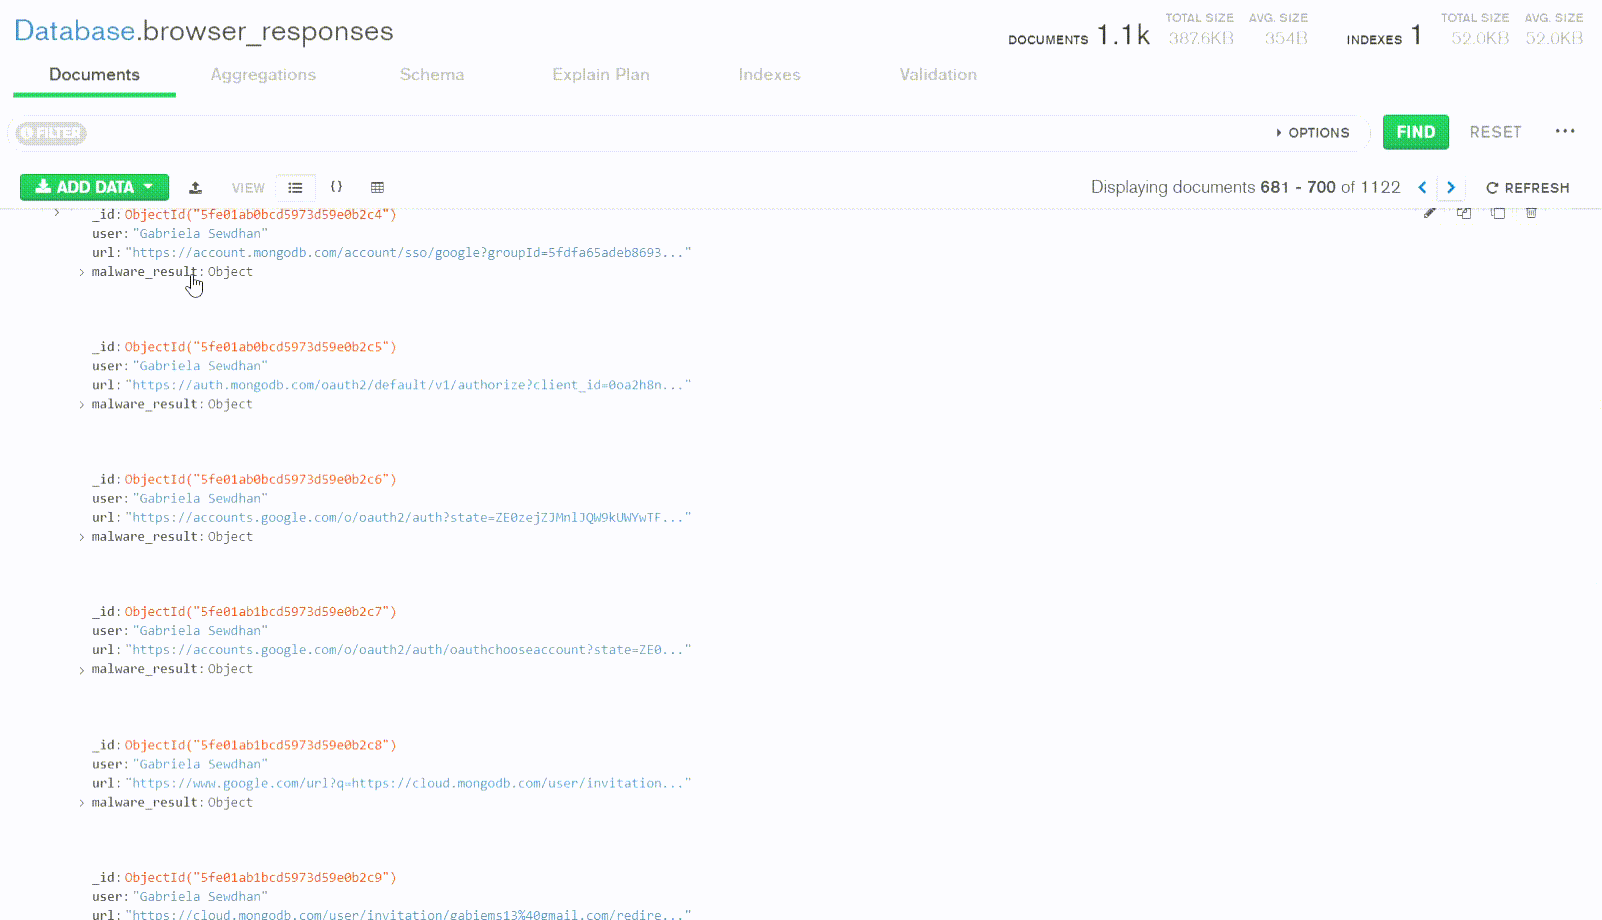 Database.browser_responses
DOCUMENTS 1.1k TOTAL SIZE 387.6KB AVG. SIZE 354B INDEXES 1 TOTAL SIZE 52.0KB AVG. SIZE 52.0KB
Documents Aggregations Schema Explain Plan Indexes Validation
FILTER OPTIONS FIND RESET ...
ADD DATA VIEW {} Displaying documents 681 - 700 of 1122 < > REFRESH
> _id: ObjectId("5fe01ab0bcd5973d59e0b2c4")
user: "Gabriela Sewdhan"
url: "https://account.mongodb.com/account/sso/google?groupId=5fdfa65adeb8693..."
> malware_result: Object
_id: ObjectId("5fe01ab0bcd5973d59e0b2c5")
user: "Gabriela Sewdhan"
url: "https://auth.mongodb.com/oauth2/default/v1/authorize?client_id=0oa2h8n..."
> malware_result: Object
_id: ObjectId("5fe01ab0bcd5973d59e0b2c6")
user: "Gabriela Sewdhan"
url: "https://accounts.google.com/o/oauth2/auth?state=ZE0zejZJMnlJQW9kUWYwTF..."
> malware_result: Object
_id: ObjectId("5fe01ab1bcd5973d59e0b2c7")
user: "Gabriela Sewdhan"
url: "https://accounts.google.com/o/oauth2/auth/oauthchooseaccount?state=ZE0..."
> malware_result: Object
_id: ObjectId("5fe01ab1bcd5973d59e0b2c8")
user: "Gabriela Sewdhan"
url: "https://www.google.com/url?q=https://cloud.mongodb.com/user/invitation..."
> malware_result: Object
_id: ObjectId("5fe01ab1bcd5973d59e0b2c9")
user: "Gabriela Sewdhan"
url: "https://cloud.mongodb.com/user/invitation/gabiems13%40gmail.com/redire..."